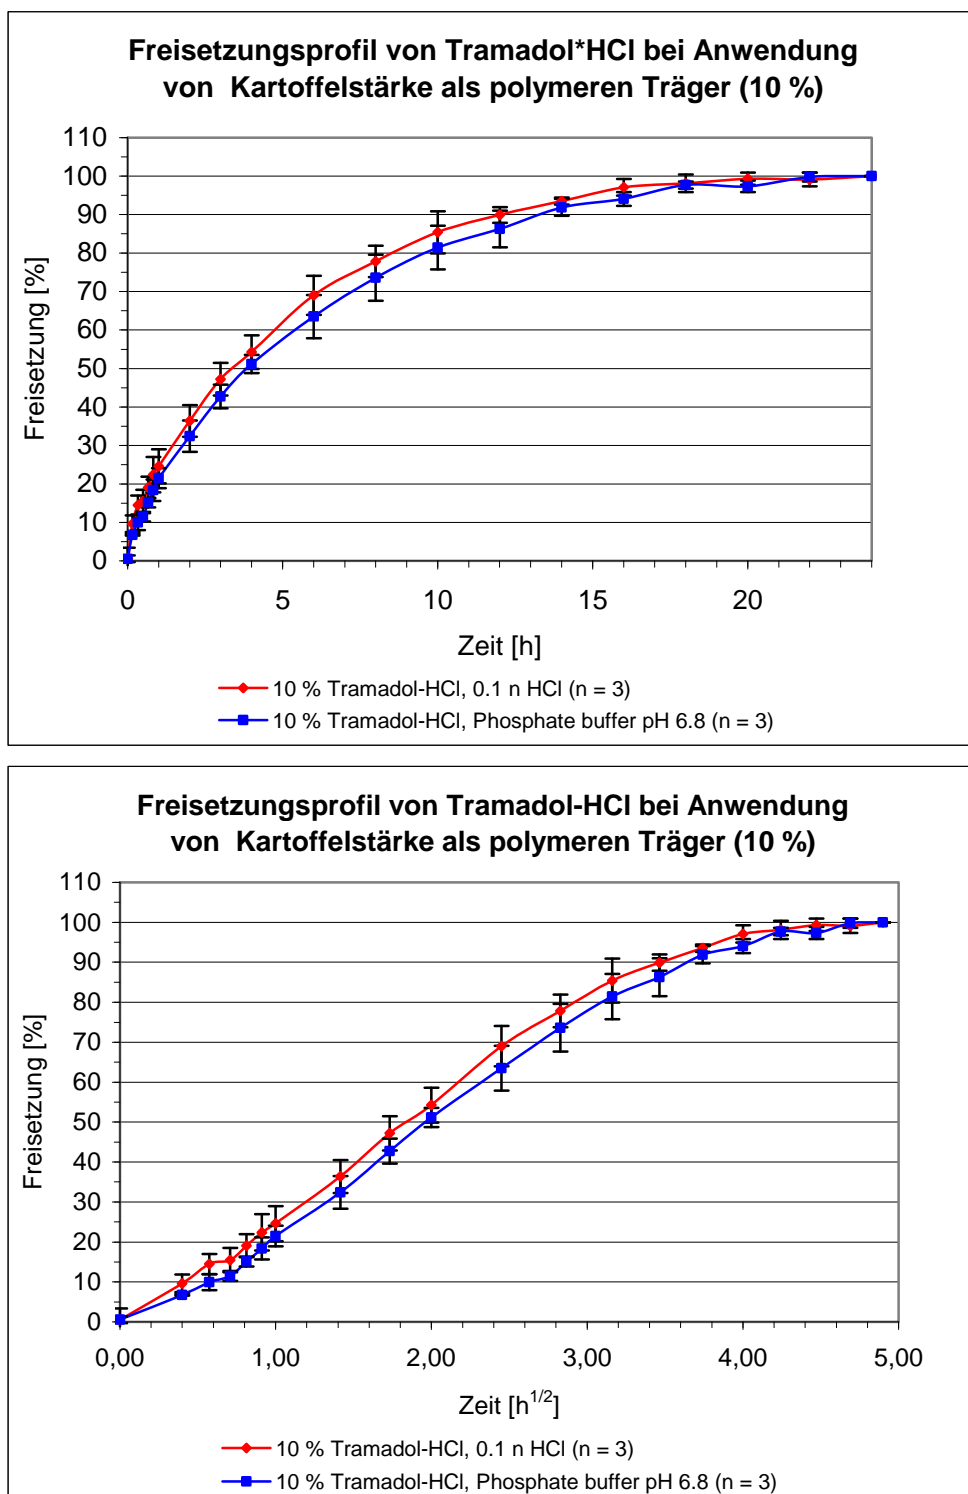 Freisetzungsprofil von Tramadol*HCl bei Anwendung
von  Kartoffelstärke als polymeren Träger (10 %)
110
100
90
80
70
60
50
40
30
20
10
0
Freisetzung [%]
0 5 10 15 20
Zeit [h]
10 % Tramadol-HCl, 0.1 n HCl (n = 3)
10 % Tramadol-HCl, Phosphate buffer pH 6.8 (n = 3)
Freisetzungsprofil von Tramadol-HCl bei Anwendung
von  Kartoffelstärke als polymeren Träger (10 %)
110
100
90
80
70
60
50
40
30
20
10
0
Freisetzung [%]
0,00 1,00 2,00 3,00 4,00 5,00
Zeit [h^1/2]
10 % Tramadol-HCl, 0.1 n HCl (n = 3)
10 % Tramadol-HCl, Phosphate buffer pH 6.8 (n = 3)